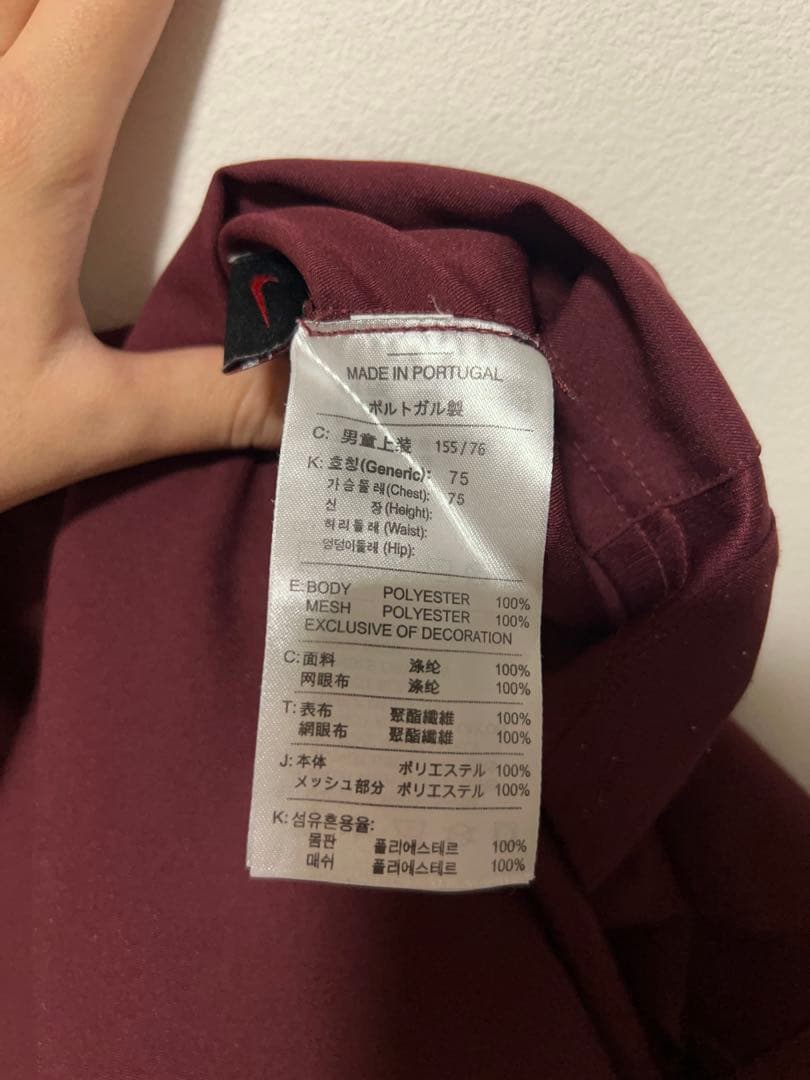 MADE IN PORTUGAL
ポルトガル製
C: 男童上装 155/76
K: 호칭(Generic): 75
가슴둘레(Chest): 75
신 장(Height):
허리둘레(Waist):
엉덩이둘레(Hip):
E: BODY POLYESTER 100%
MESH POLYESTER 100%
EXCLUSIVE OF DECORATION
C: 面料 涤纶 100%
网眼布 涤纶 100%
T: 表布 聚酯纖維 100%
網眼布 聚酯纖維 100%
J: 本体 ポリエステル 100%
メッシュ部分 ポリエステル 100%
K: 섬유혼용율:
몸판 폴리에스테르 100%
매쉬 폴리에스테르 100%